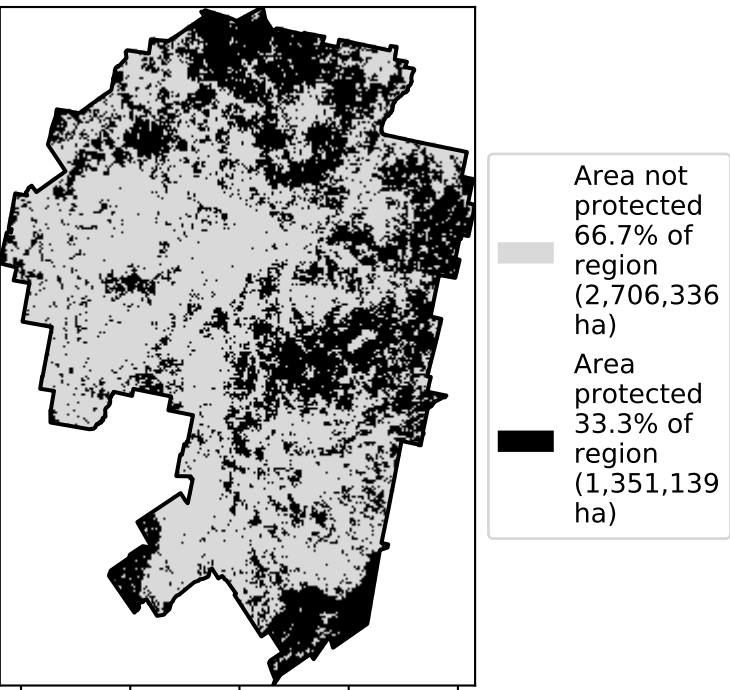 Area not
protected
66.7% of
region
(2,706,336
ha)
Area
protected
33.3% of
region
(1,351,139
ha)